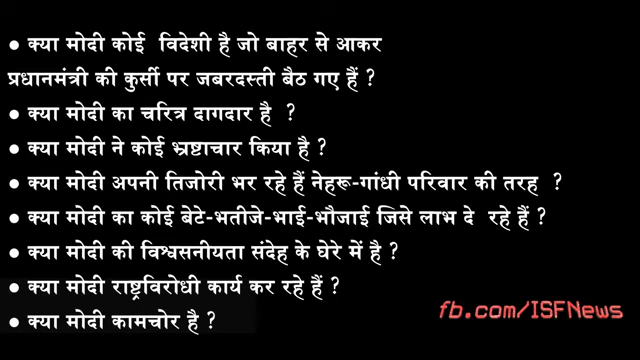 ● क्या मोदी कोई विदेशी है जो बाहर से आकर
प्रधानमंत्री की कुर्सी पर जबरदस्ती बैठ गए हैं ?
● क्या मोदी का चरित्र दागदार है ?
● क्या मोदी ने कोई भ्रष्टाचार किया है ?
● क्या मोदी अपनी तिजोरी भर रहे हैं नेहरू-गांधी परिवार की तरह ?
● क्या मोदी का कोई बेटे-भतीजे-भाई-भौजाई जिसे लाभ दे रहे हैं ?
● क्या मोदी की विश्वसनीयता संदेह के घेरे में है ?
● क्या मोदी राष्ट्रविरोधी कार्य कर रहे हैं ?
● क्या मोदी कामचोर है ?
fb.com/ISFNews